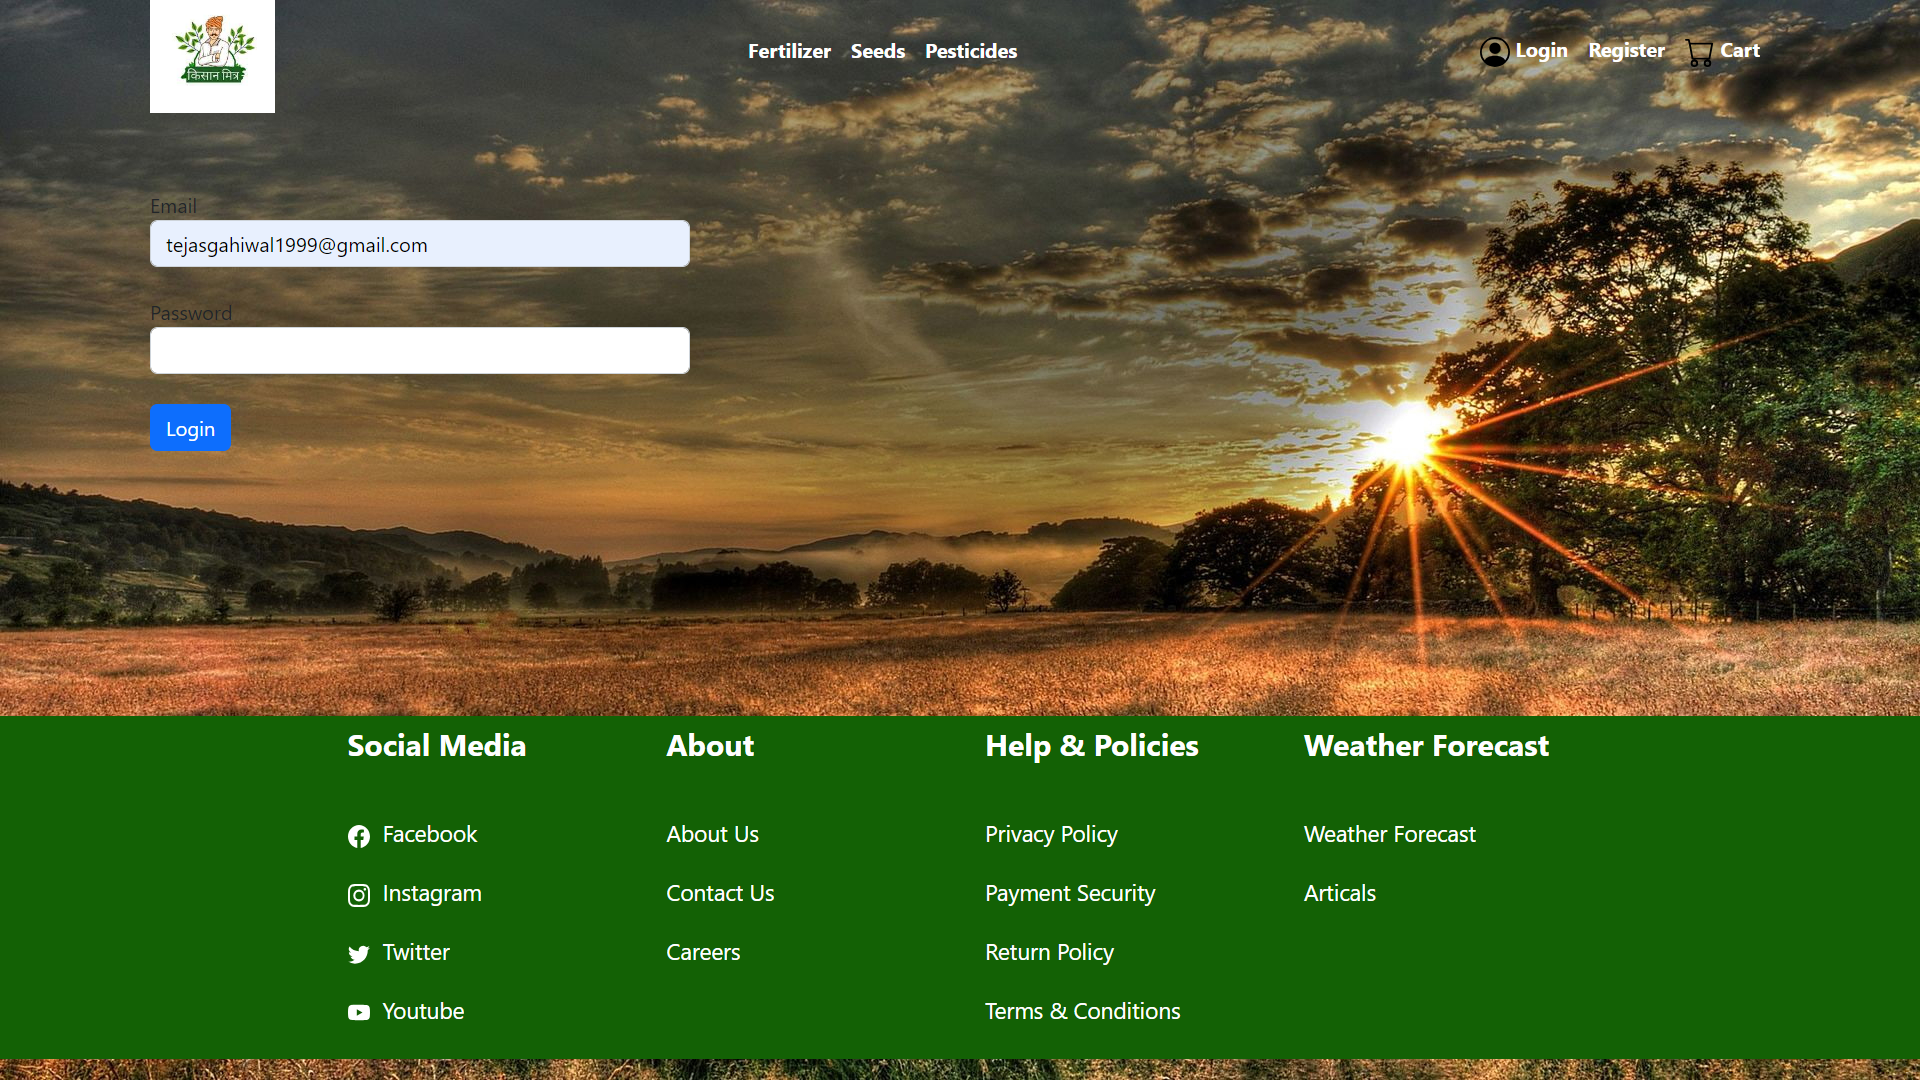 किसान मित्र
Fertilizer Seeds Pesticides
Login Register Cart
Email
tejasgahiwal1999@gmail.com
Password
Login
Social Media
Facebook
Instagram
Twitter
Youtube
About
About Us
Contact Us
Careers
Help & Policies
Privacy Policy
Payment Security
Return Policy
Terms & Conditions
Weather Forecast
Weather Forecast
Articals